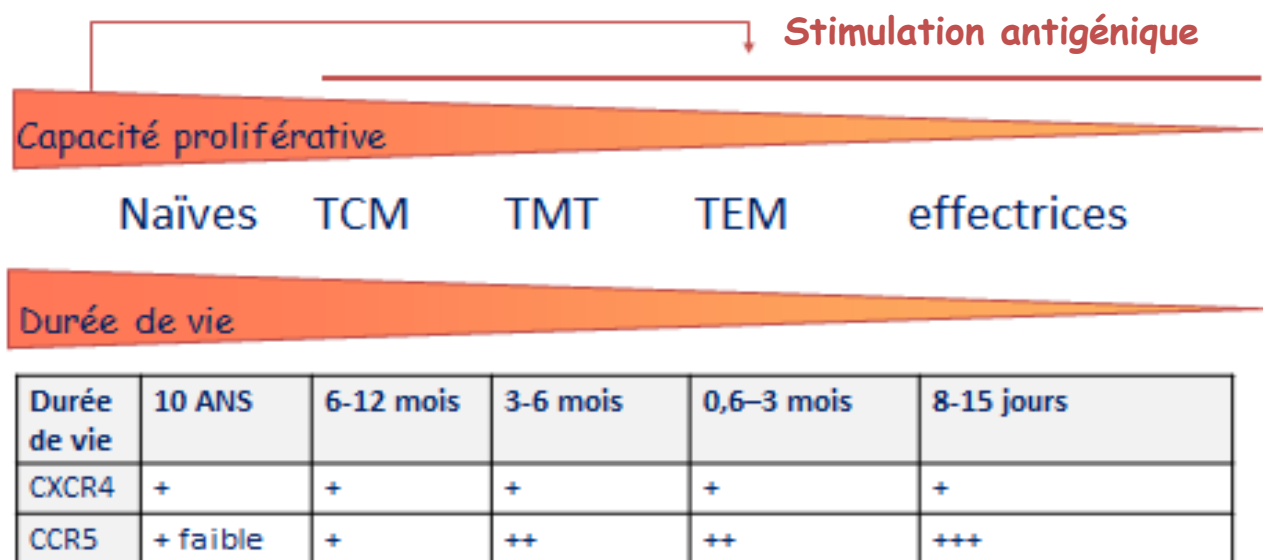 Stimulation antigénique
Capacité proliférative
Naïves TCM TMT TEM effectrices
Durée de vie
Durée de vie 10 ANS 6-12 mois 3-6 mois 0,6–3 mois 8-15 jours
CXCR4 + + + + +
CCR5 + faible + ++ ++ +++